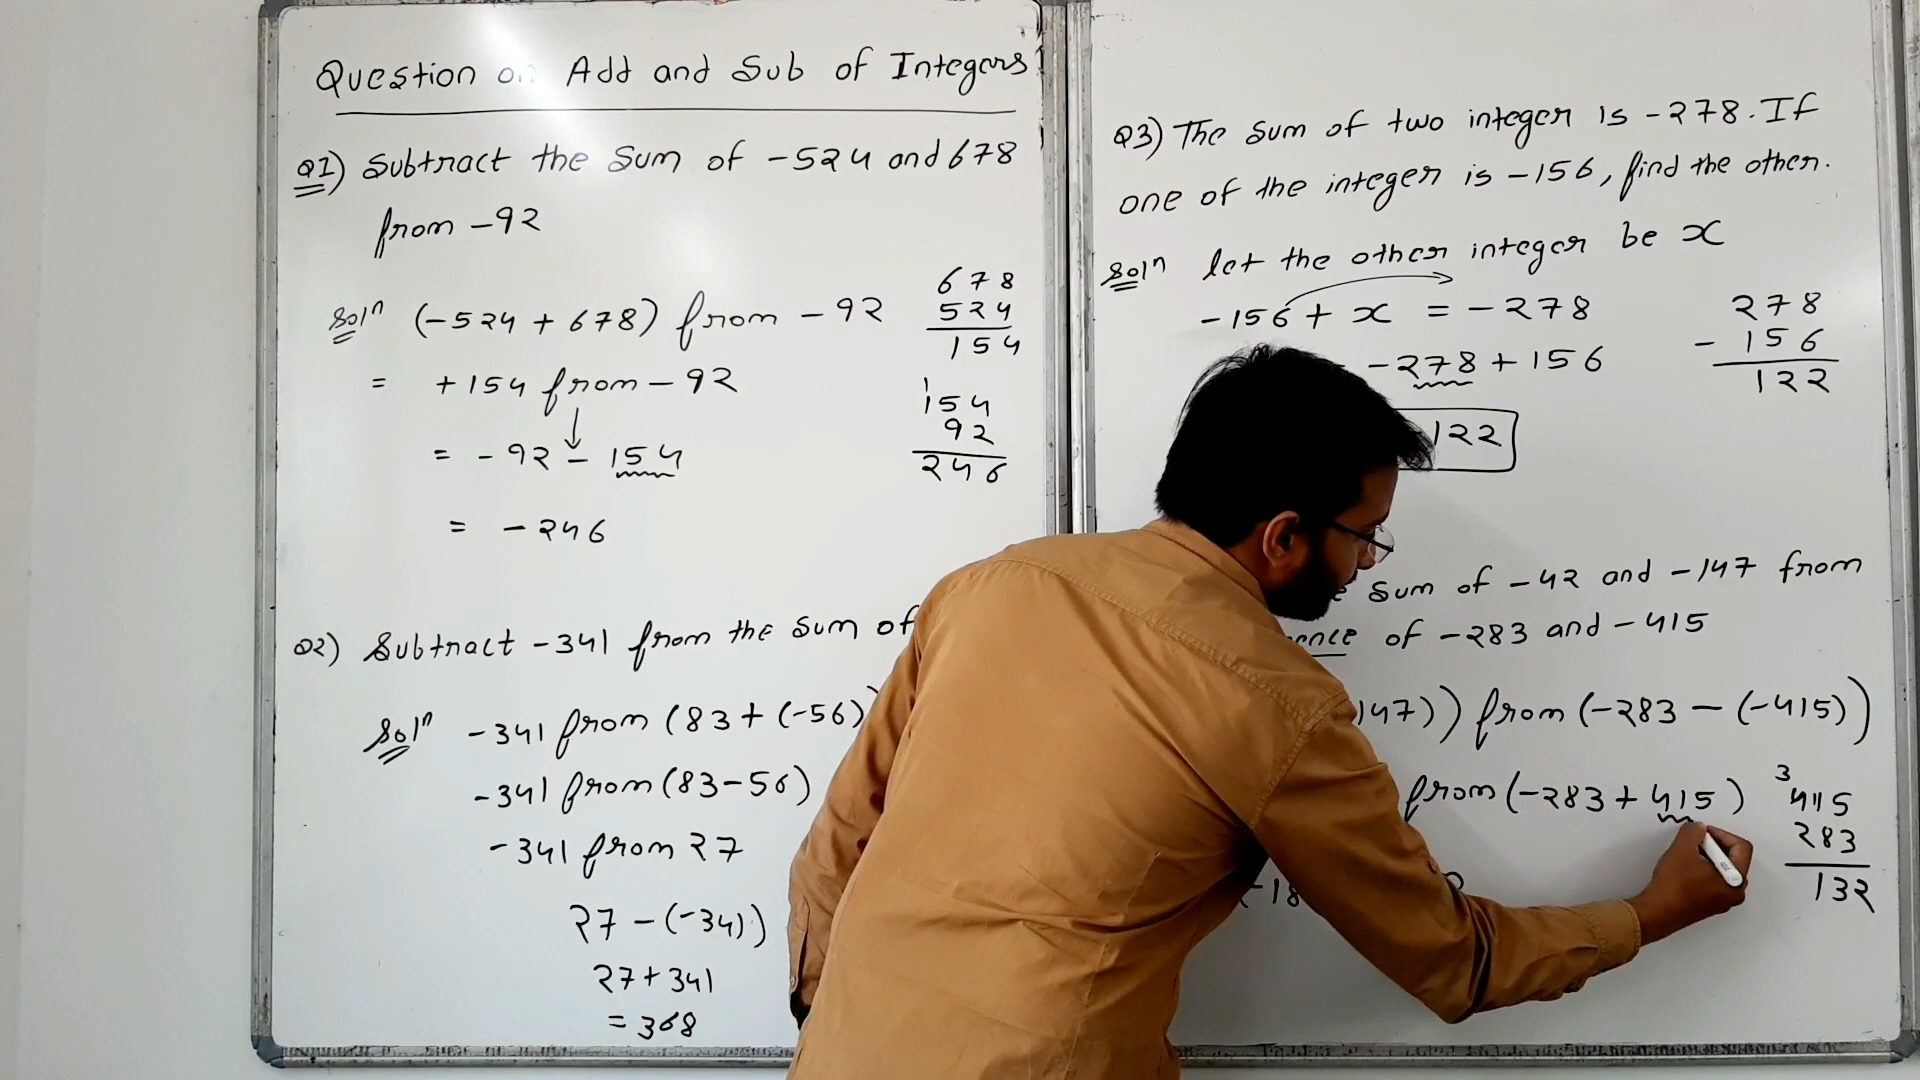 Question on Add and Sub of Integers
Q1) Subtract the Sum of -524 and 678
from -92
Solⁿ (-524 + 678) from -92
= +154 from -92
= -92 - 154
= -246
678
524
154
1
154
92
246
Q2) Subtract -341 from the sum of
Solⁿ -341 from (83 + (-56)
-341 from (83-56)
-341 from 27
27 - (-341)
27 + 341
= 368
Q3) The sum of two integer is -278. If
one of the integer is -156, find the other.
Solⁿ let the other integer be x
-156 + x = -278
-278 + 156
122
278
- 156
122
sum of -42 and -147 from
of -283 and -415
147)) from (-283 - (-415))
from (-283 + 415)
3
4115
283
132